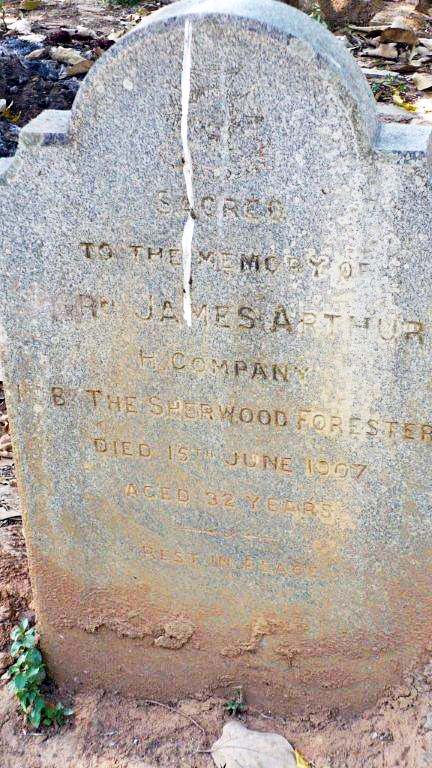 SACRED
TO THE MEMORY OF
JAMES ARTHUR
H. COMPANY
THE SHERWOOD FORESTER
DIED 15TH JUNE 1907
AGED 32 YEARS
REST IN PEACE